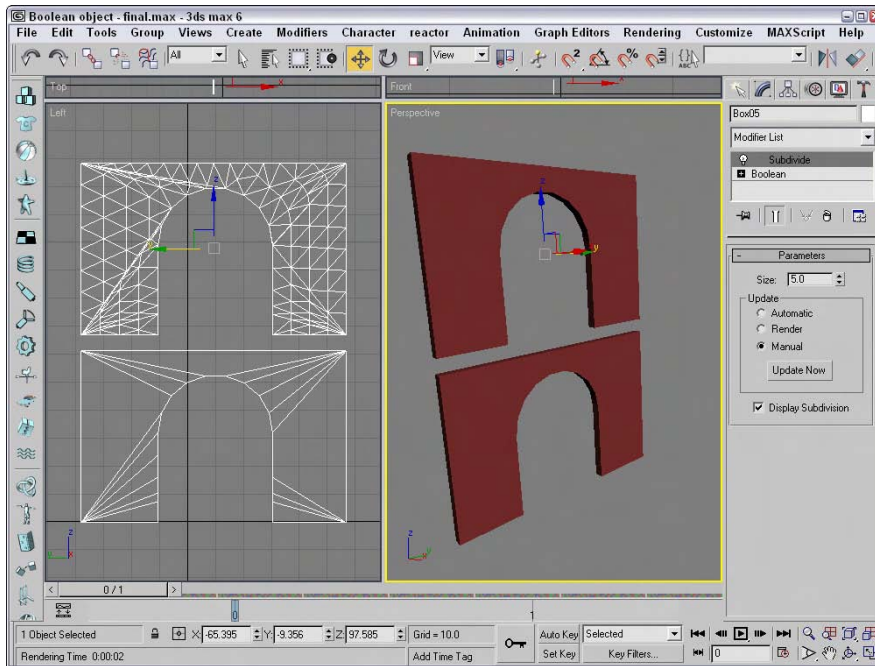 Boolean object - final.max - 3ds max 6
File Edit Tools Group Views Create Modifiers Character reactor Animation Graph Editors Rendering Customize MAXScript Help
All
View
Top
Front
x
x
Left
Perspective
z
y
z
y
z
y
x
z
y
Box05
Modifier List
Subdivide
Boolean
Parameters
Size: 5.0
Update
Automatic
Render
Manual
Update Now
Display Subdivision
0 / 1
0
1 Object Selected
X: -65.395
Y: -9.356
Z: 97.585
Grid = 10.0
Auto Key
Selected
Rendering Time 0:00:02
Add Time Tag
Set Key
Key Filters...
0